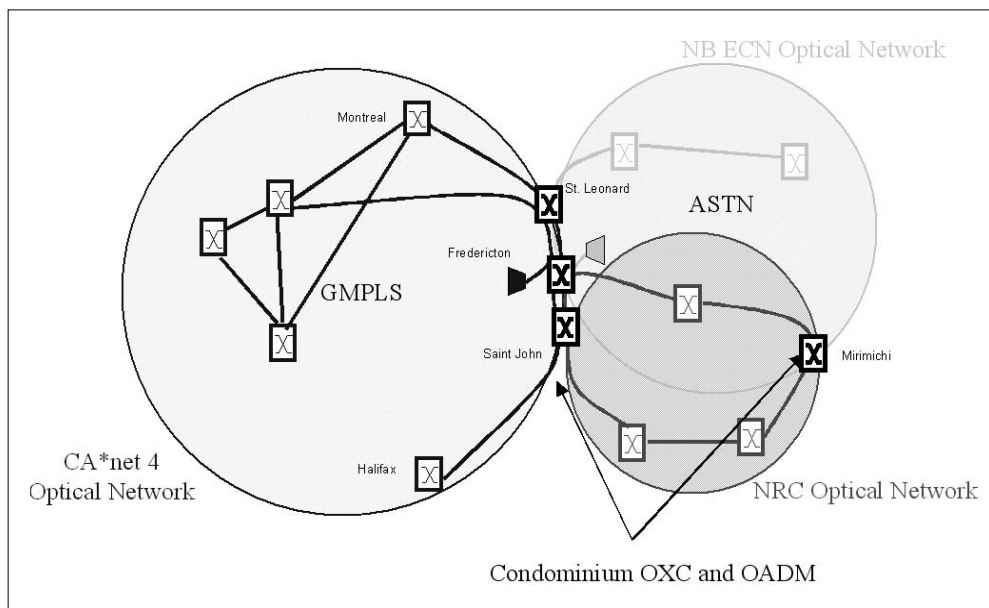 NB ECN Optical Network
Montreal
St. Leonard
ASTN
Fredericton
GMPLS
Saint John
Mirimichi
Halifax
CA*net 4
Optical Network
NRC Optical Network
Condominium OXC and OADM